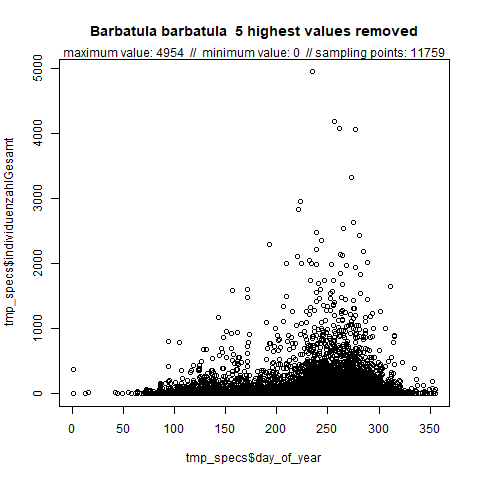 Barbatula barbatula  5 highest values removed
maximum value: 4954  //  minimum value: 0  // sampling points: 11759
5000
4000
3000
2000
1000
0
tmp_specs$individuenzahlGesamt
0 50 100 150 200 250 300 350
tmp_specs$day_of_year